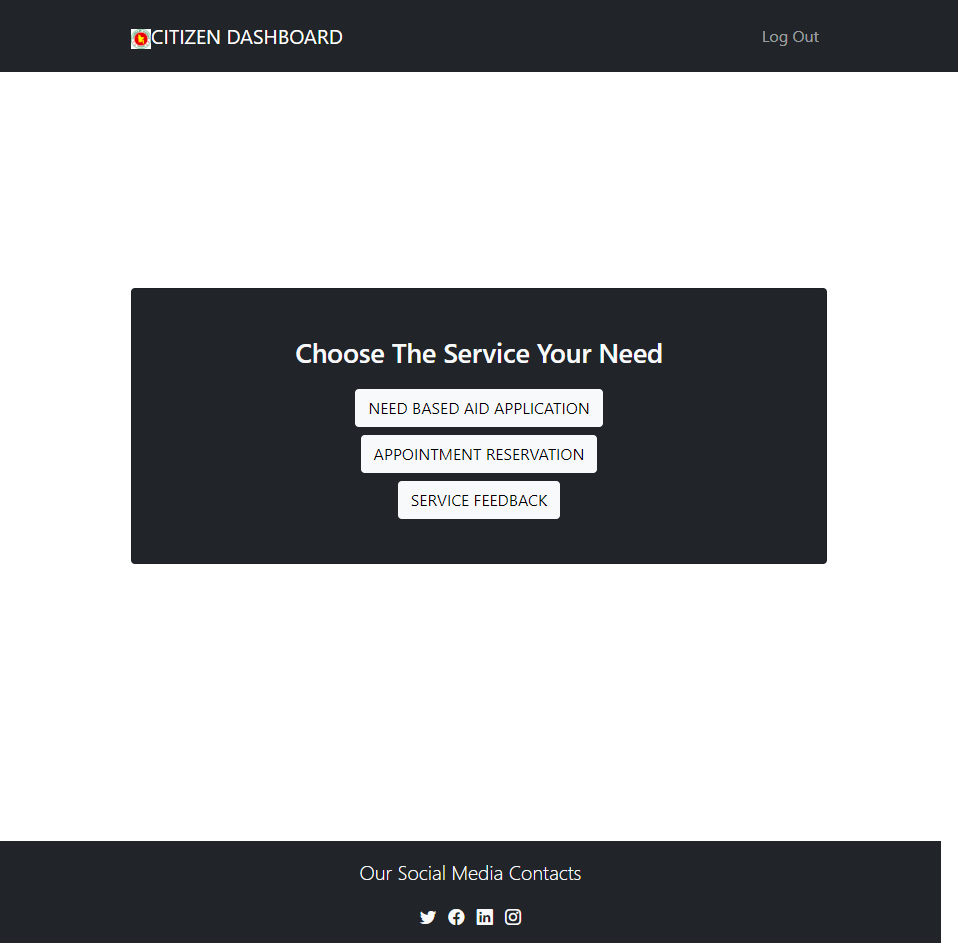 CITIZEN DASHBOARD
Log Out
Choose The Service Your Need
NEED BASED AID APPLICATION
APPOINTMENT RESERVATION
SERVICE FEEDBACK
Our Social Media Contacts